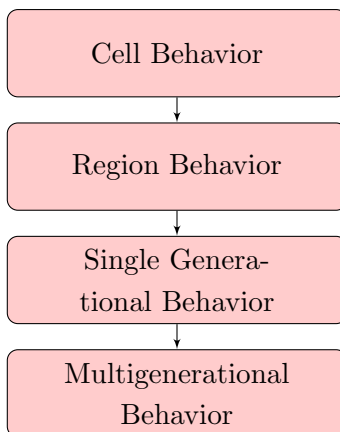 Cell Behavior
Region Behavior
Single Genera-
tional Behavior
Multigenerational
Behavior